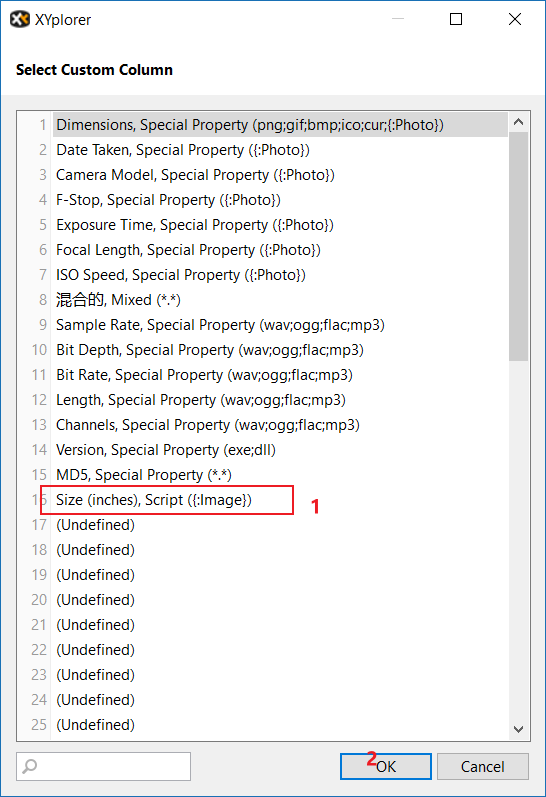 XYplorer
Select Custom Column
1 Dimensions, Special Property (png;gif;bmp;ico;cur;{:Photo})
2 Date Taken, Special Property ({:Photo})
3 Camera Model, Special Property ({:Photo})
4 F-Stop, Special Property ({:Photo})
5 Exposure Time, Special Property ({:Photo})
6 Focal Length, Special Property ({:Photo})
7 ISO Speed, Special Property ({:Photo})
8 混合的, Mixed (*.*)
9 Sample Rate, Special Property (wav;ogg;flac;mp3)
10 Bit Depth, Special Property (wav;ogg;flac;mp3)
11 Bit Rate, Special Property (wav;ogg;flac;mp3)
12 Length, Special Property (wav;ogg;flac;mp3)
13 Channels, Special Property (wav;ogg;flac;mp3)
14 Version, Special Property (exe;dll)
15 MD5, Special Property (*.*)
16 Size (inches), Script ({:Image}) 1
17 (Undefined)
18 (Undefined)
19 (Undefined)
20 (Undefined)
21 (Undefined)
22 (Undefined)
23 (Undefined)
24 (Undefined)
25 (Undefined)
2 OK Cancel